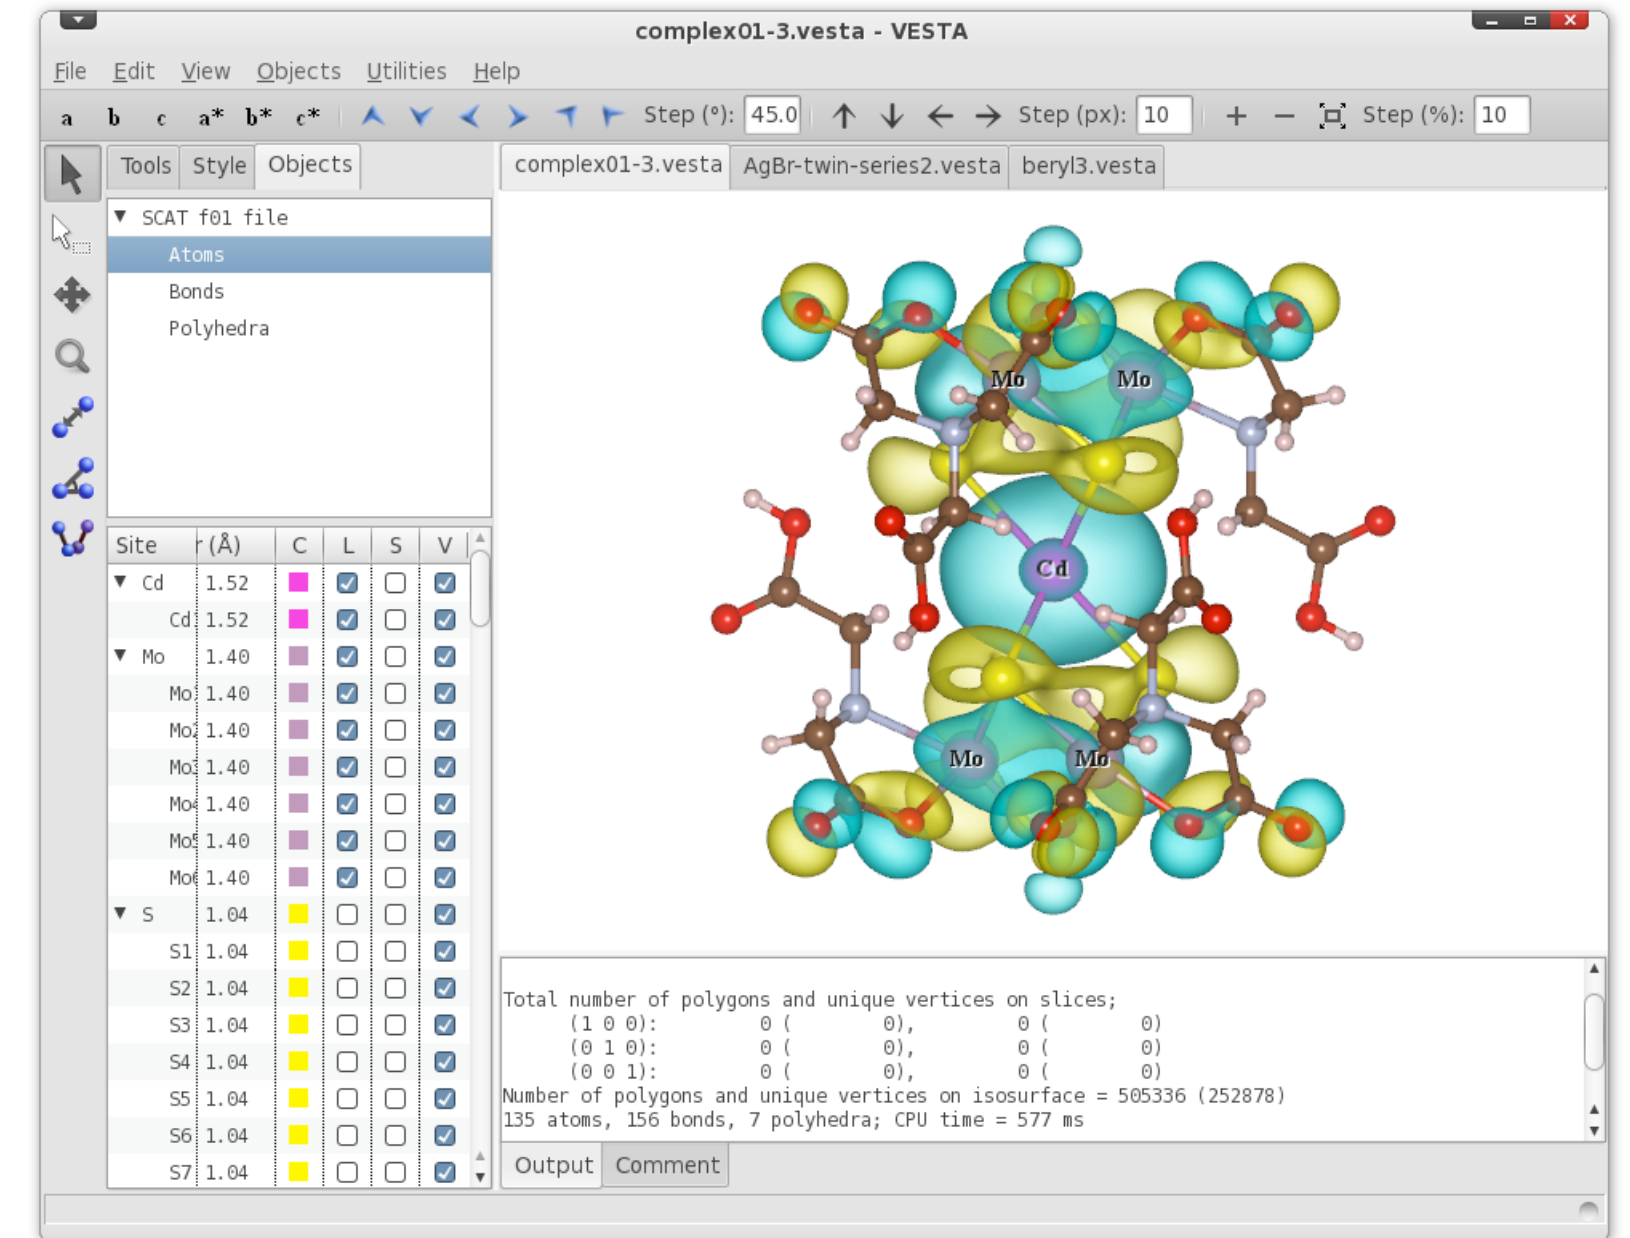 complex01-3.vesta - VESTA
File Edit View Objects Utilities Help
a b c a* b* c* Step (°): 45.0 Step (px): 10 Step (%): 10
Tools Style Objects
complex01-3.vesta AgBr-twin-series2.vesta beryl3.vesta
SCAT f01 file
Atoms
Bonds
Polyhedra
Site r (Å) C L S V
Cd 1.52
Cd 1.52
Mo 1.40
Mo 1.40
Mo2 1.40
Mo3 1.40
Mo4 1.40
Mo5 1.40
Mo6 1.40
S 1.04
S1 1.04
S2 1.04
S3 1.04
S4 1.04
S5 1.04
S6 1.04
S7 1.04
Mo Mo
Cd
Mo Mo
Total number of polygons and unique vertices on slices;
(1 0 0): 0 ( 0), 0 ( 0)
(0 1 0): 0 ( 0), 0 ( 0)
(0 0 1): 0 ( 0), 0 ( 0)
Number of polygons and unique vertices on isosurface = 505336 (252878)
135 atoms, 156 bonds, 7 polyhedra; CPU time = 577 ms
Output Comment